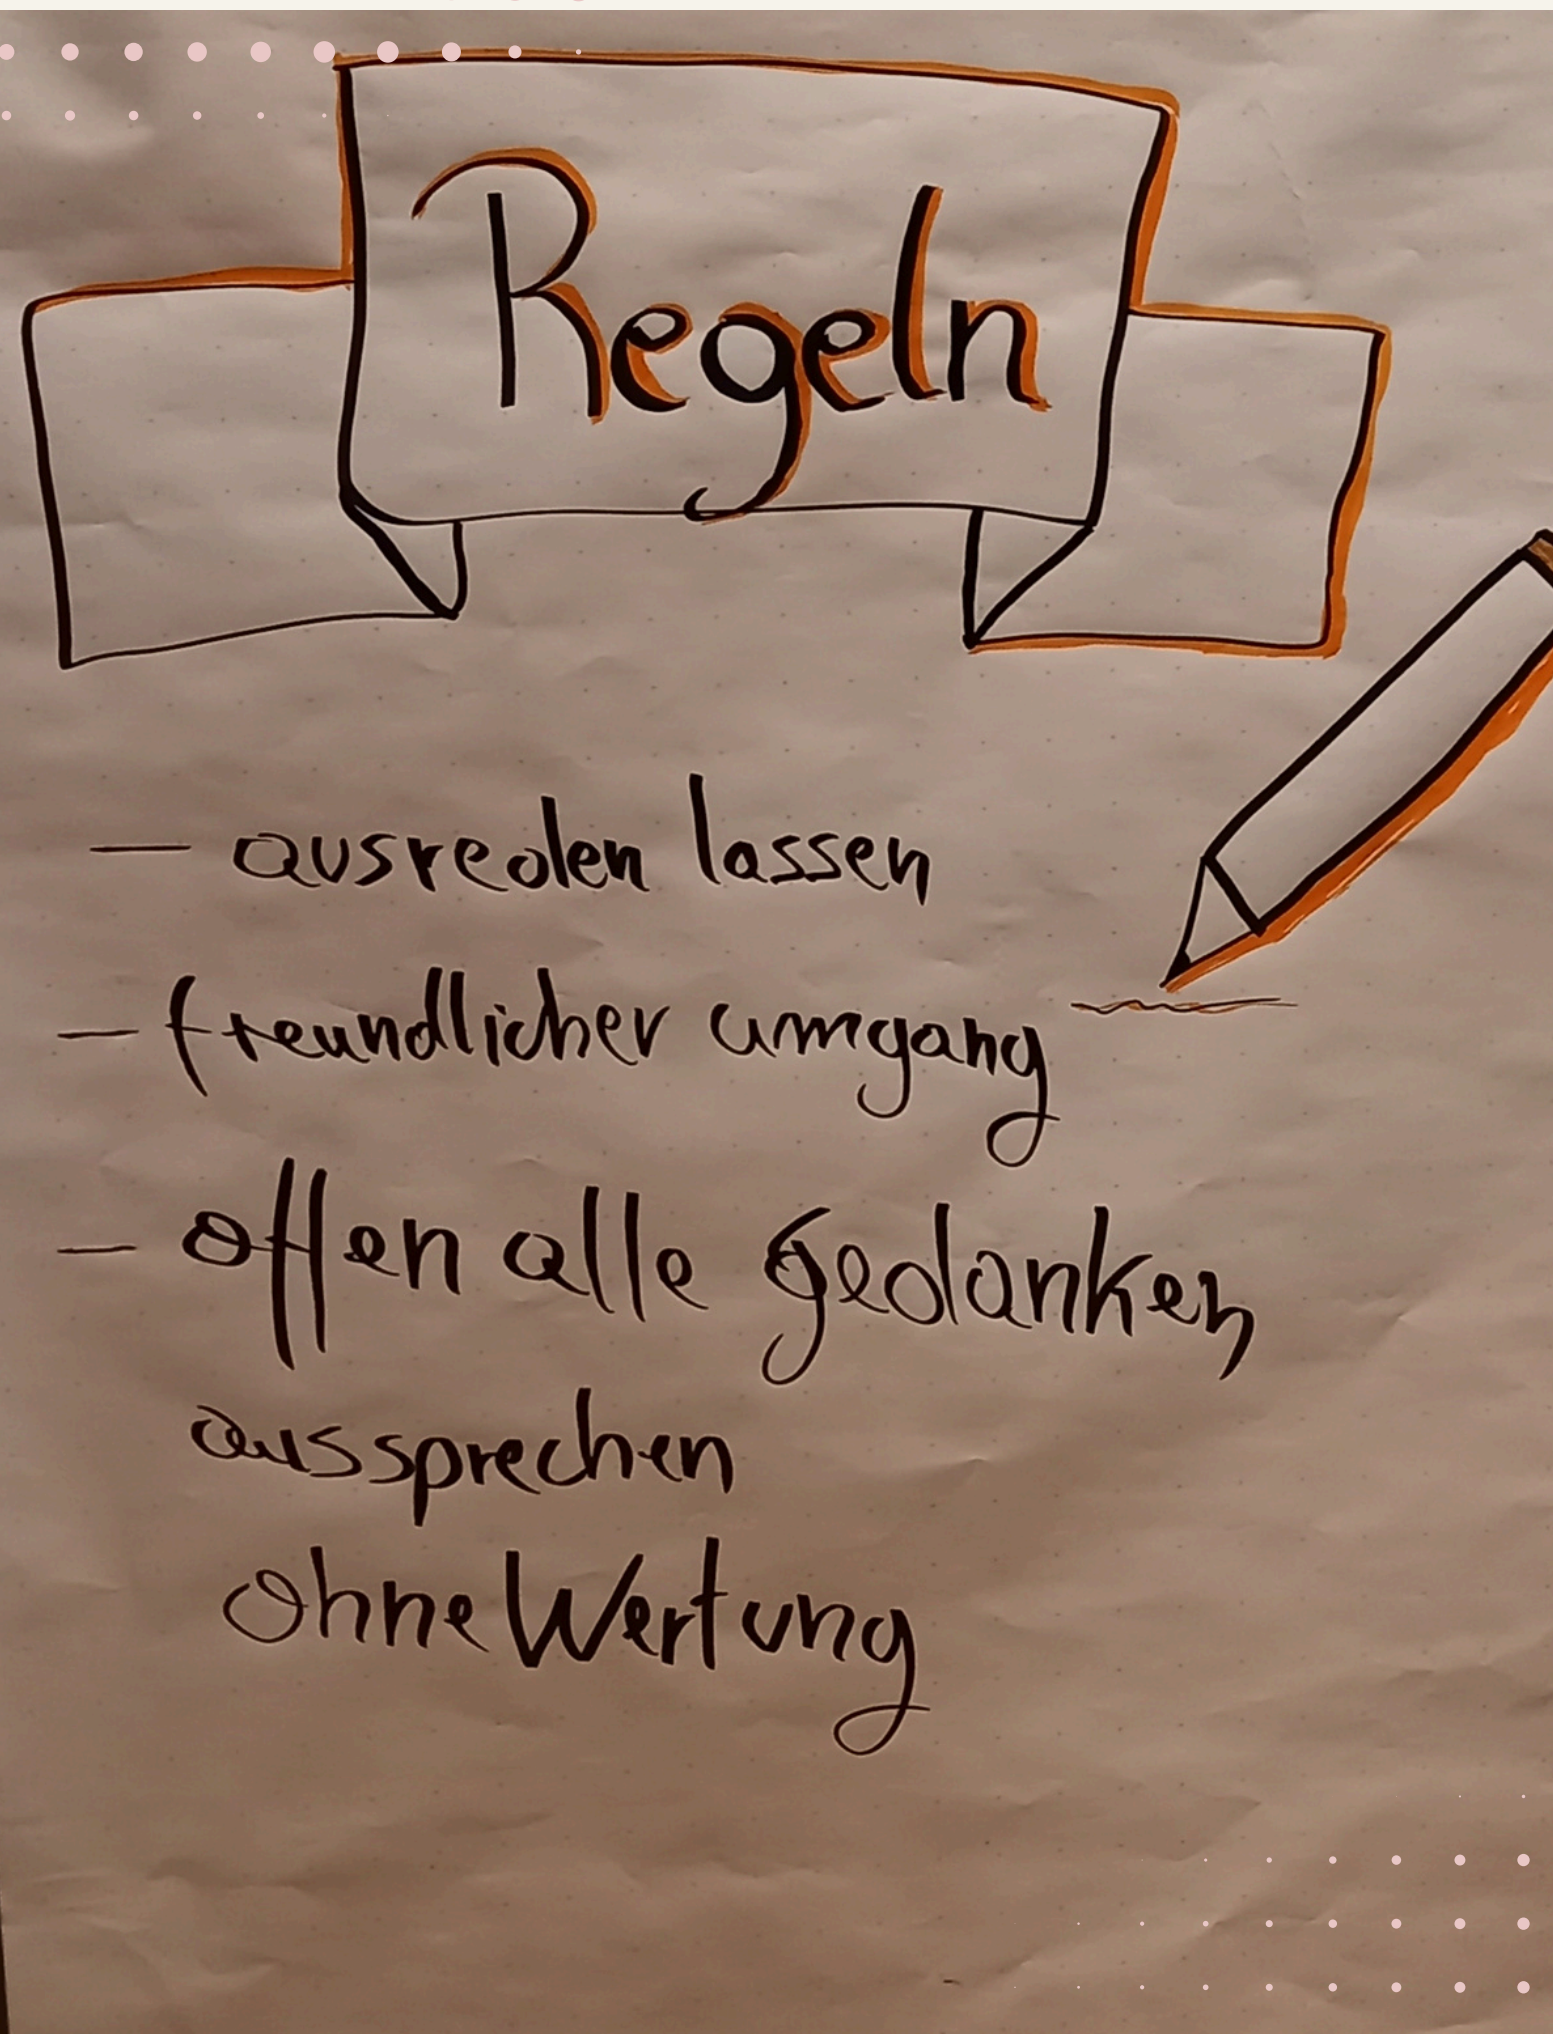 Regeln
- ausreden lassen
- freundlicher umgang
- offen alle gedanken
aussprechen
ohne Wertung